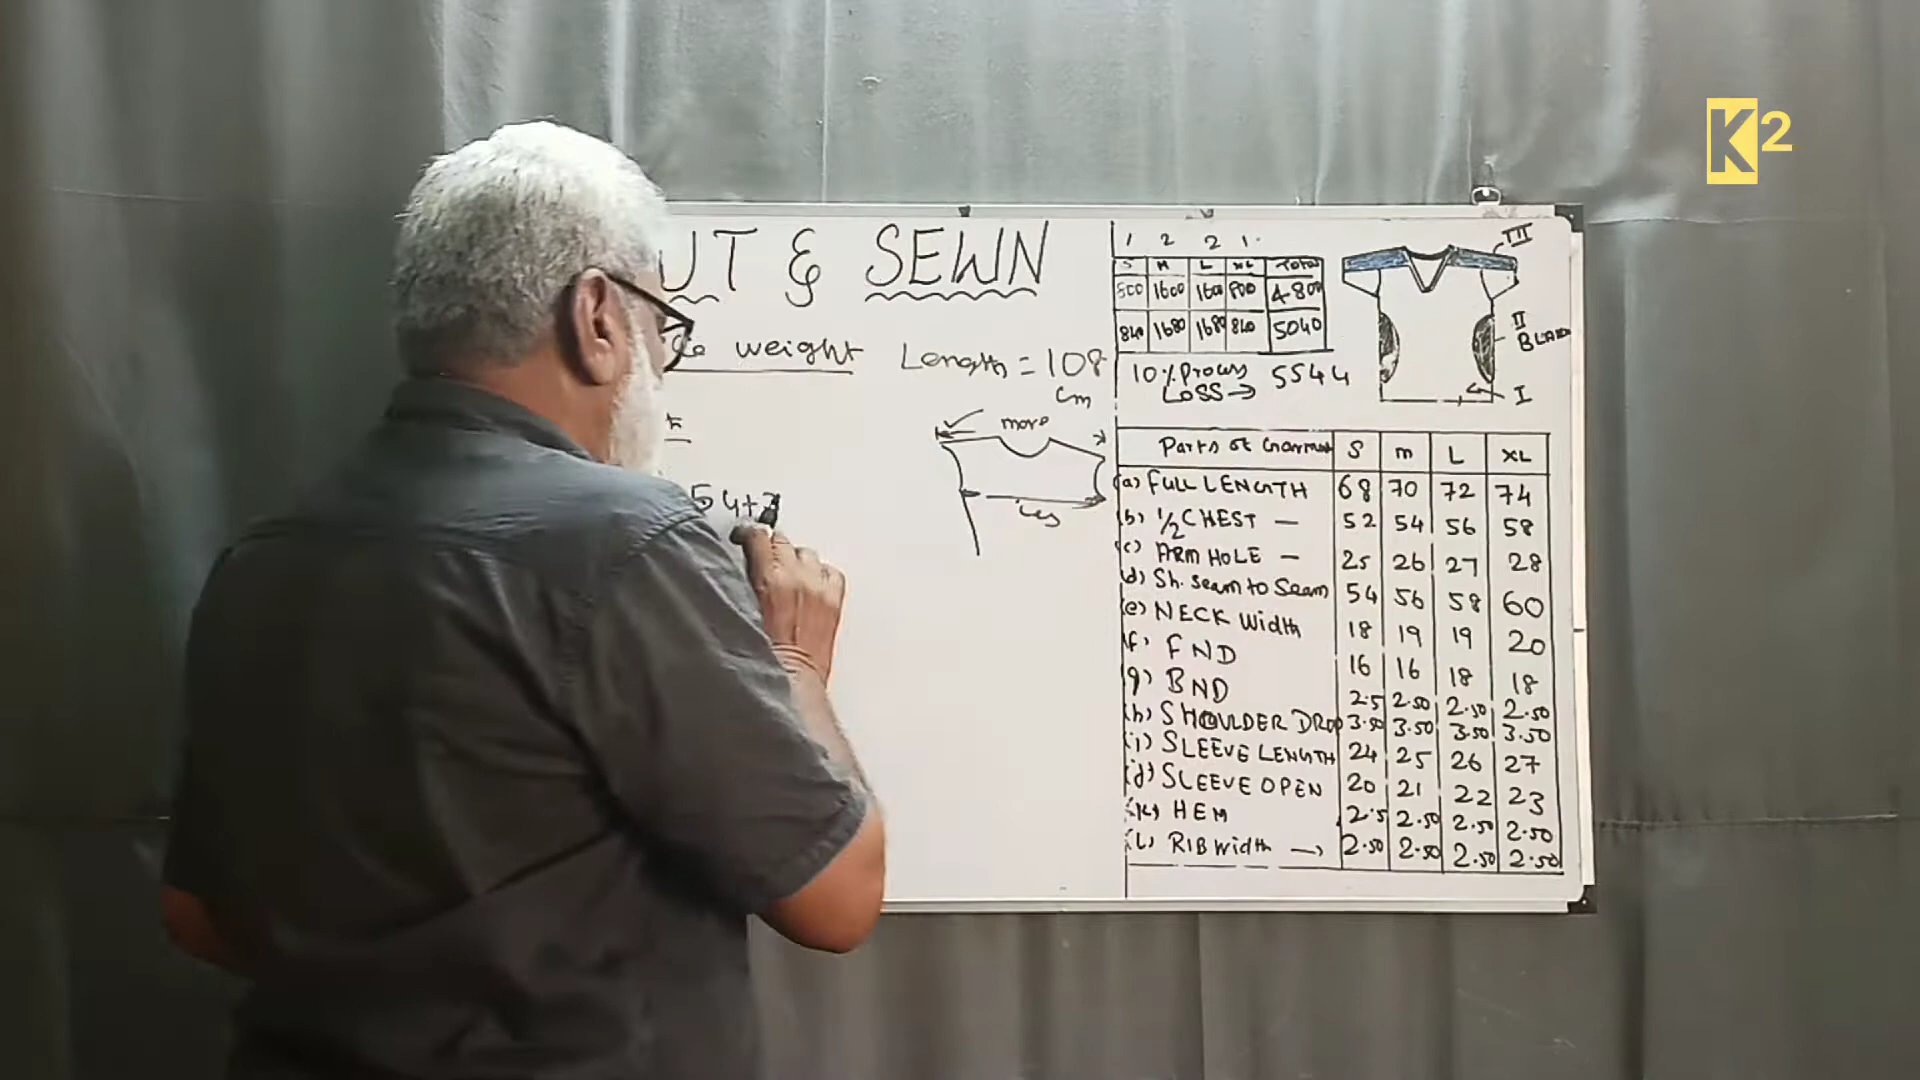 K2
UT & SEWN
weight Length = 108
cm
54+
more
les
1 2 2 1
S M L XL Total
800 1600 1600 800 4800
840 1680 1680 840 5040
10% Process
Loss → 5544
III
II
BLACK
I
Parts of Garment S M L XL
(a) FULL LENGTH 68 70 72 74
(b) 1/2 CHEST — 52 54 56 58
(c) ARM HOLE — 25 26 27 28
(d) Sh. Seam to Seam 54 56 58 60
(e) NECK Width 18 19 19 20
(f) FND 16 16 18 18
(g) BND 2.5 2.50 2.50 2.50
(h) SHOULDER DROP 3.50 3.50 3.50 3.50
(i) SLEEVE LENGTH 24 25 26 27
(j) SLEEVE OPEN 20 21 22 23
(k) HEM 2.5 2.50 2.50 2.50
(l) RIB Width → 2.50 2.50 2.50 2.50